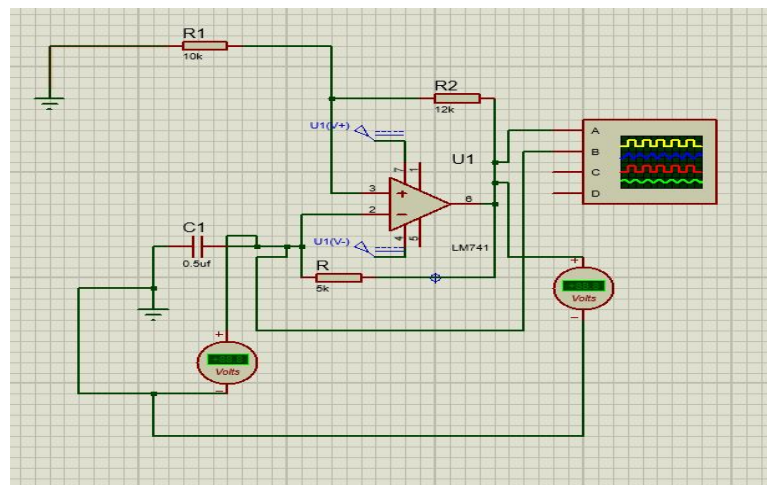 R1
10k
R2
12k
U1(V+)
7
1
U1
3
+
6
2
−
U1(V-)
4
5
LM741
A
B
C
D
C1
0.5uf
R
5k
+
Volts
−
+
Volts
−